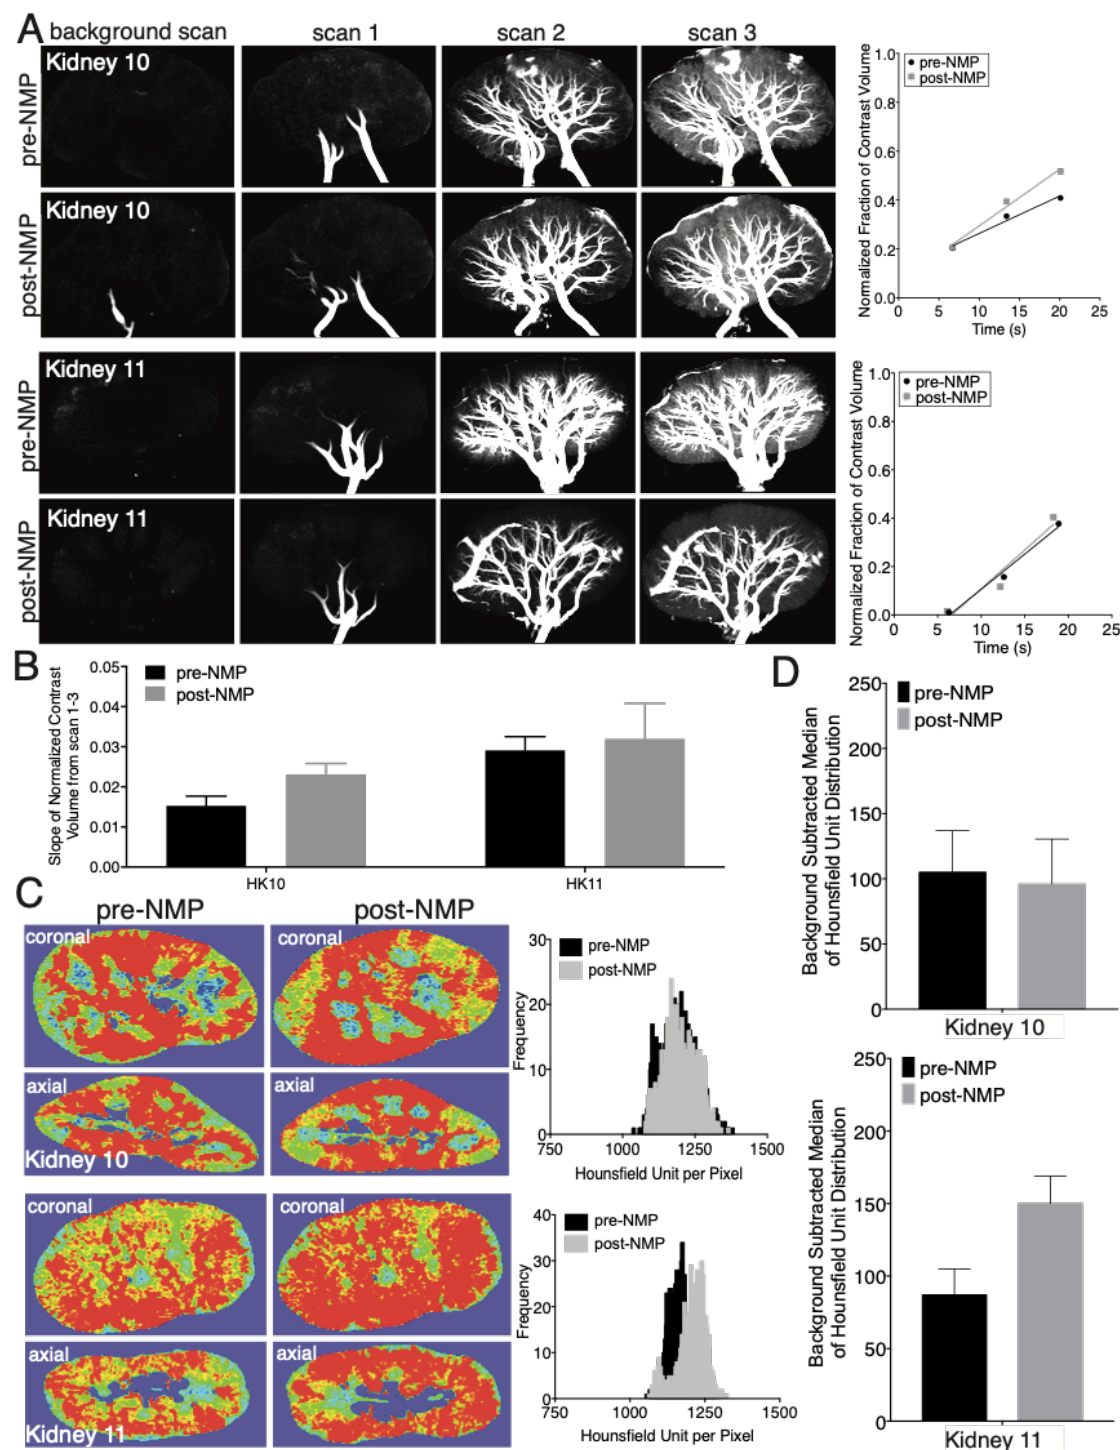 A
background scan
scan 1
scan 2
scan 3
pre-NMP
Kidney 10
post-NMP
Kidney 10
pre-NMP
Kidney 11
post-NMP
Kidney 11
Normalized Fraction of Contrast Volume
1.0
0.8
0.6
0.4
0.2
0.0
pre-NMP
post-NMP
0
5
10
15
20
25
Time (s)
Normalized Fraction of Contrast Volume
1.0
0.8
0.6
0.4
0.2
0.0
pre-NMP
post-NMP
0
5
10
15
20
25
Time (s)
B
Slope of Normalized Contrast
Volume from scan 1-3
0.05
0.04
0.03
0.02
0.01
0.00
pre-NMP
post-NMP
HK10
HK11
C
pre-NMP
post-NMP
coronal
coronal
axial
axial
Kidney 10
coronal
coronal
axial
axial
Kidney 11
Frequency
30
20
10
0
pre-NMP
post-NMP
750
1000
1250
1500
Hounsfield Unit per Pixel
Frequency
40
30
20
10
0
pre-NMP
post-NMP
750
1000
1250
1500
Hounsfield Unit per Pixel
D
Background Subtracted Median
of Hounsfield Unit Distribution
250
200
150
100
50
0
pre-NMP
post-NMP
Kidney 10
Background Subtracted Median
of Hounsfield Unit Distribution
250
200
150
100
50
0
pre-NMP
post-NMP
Kidney 11